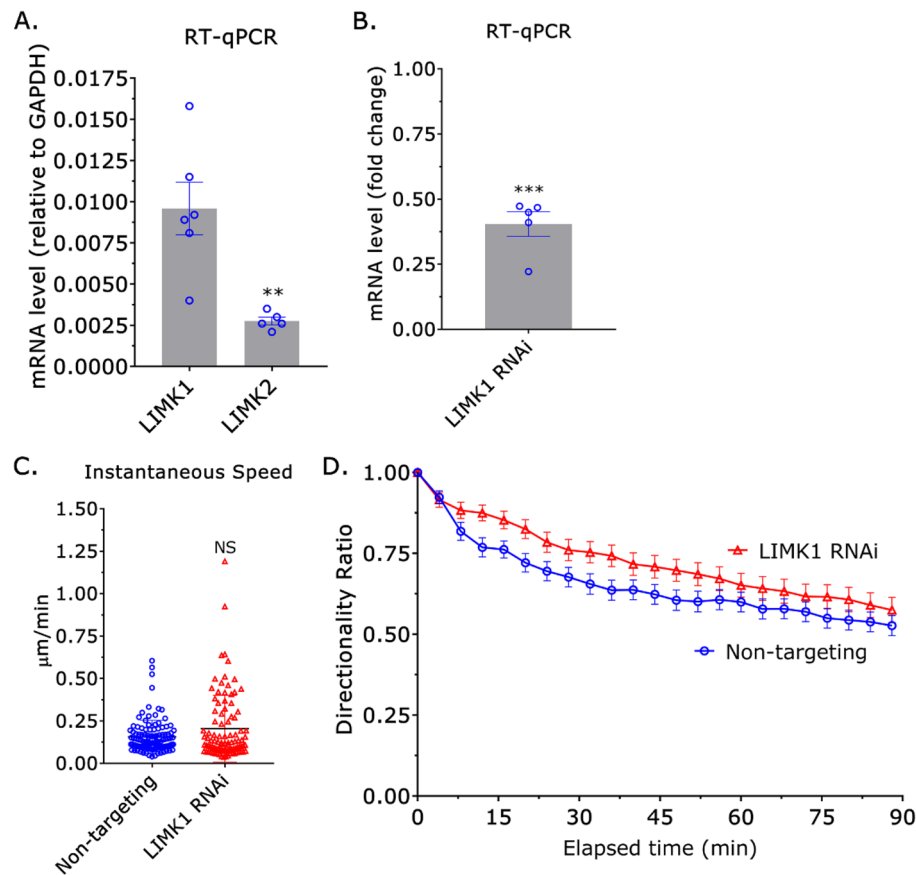 A.
RT-qPCR
mRNA level (relative to GAPDH)
0.0175
0.0150
0.0125
0.0100
0.0075
0.0050
0.0025
0.0000
**
LIMK1
LIMK2
B.
RT-qPCR
mRNA level (fold change)
1.00
0.75
0.50
0.25
0.00
***
LIMK1 RNAi
C.
Instantaneous Speed
μm/min
1.50
1.25
1.00
0.75
0.50
0.25
0.00
NS
Non-targeting
LIMK1 RNAi
D.
Directionality Ratio
1.00
0.75
0.50
0.25
0.00
LIMK1 RNAi
Non-targeting
0 15 30 45 60 75 90
Elapsed time (min)